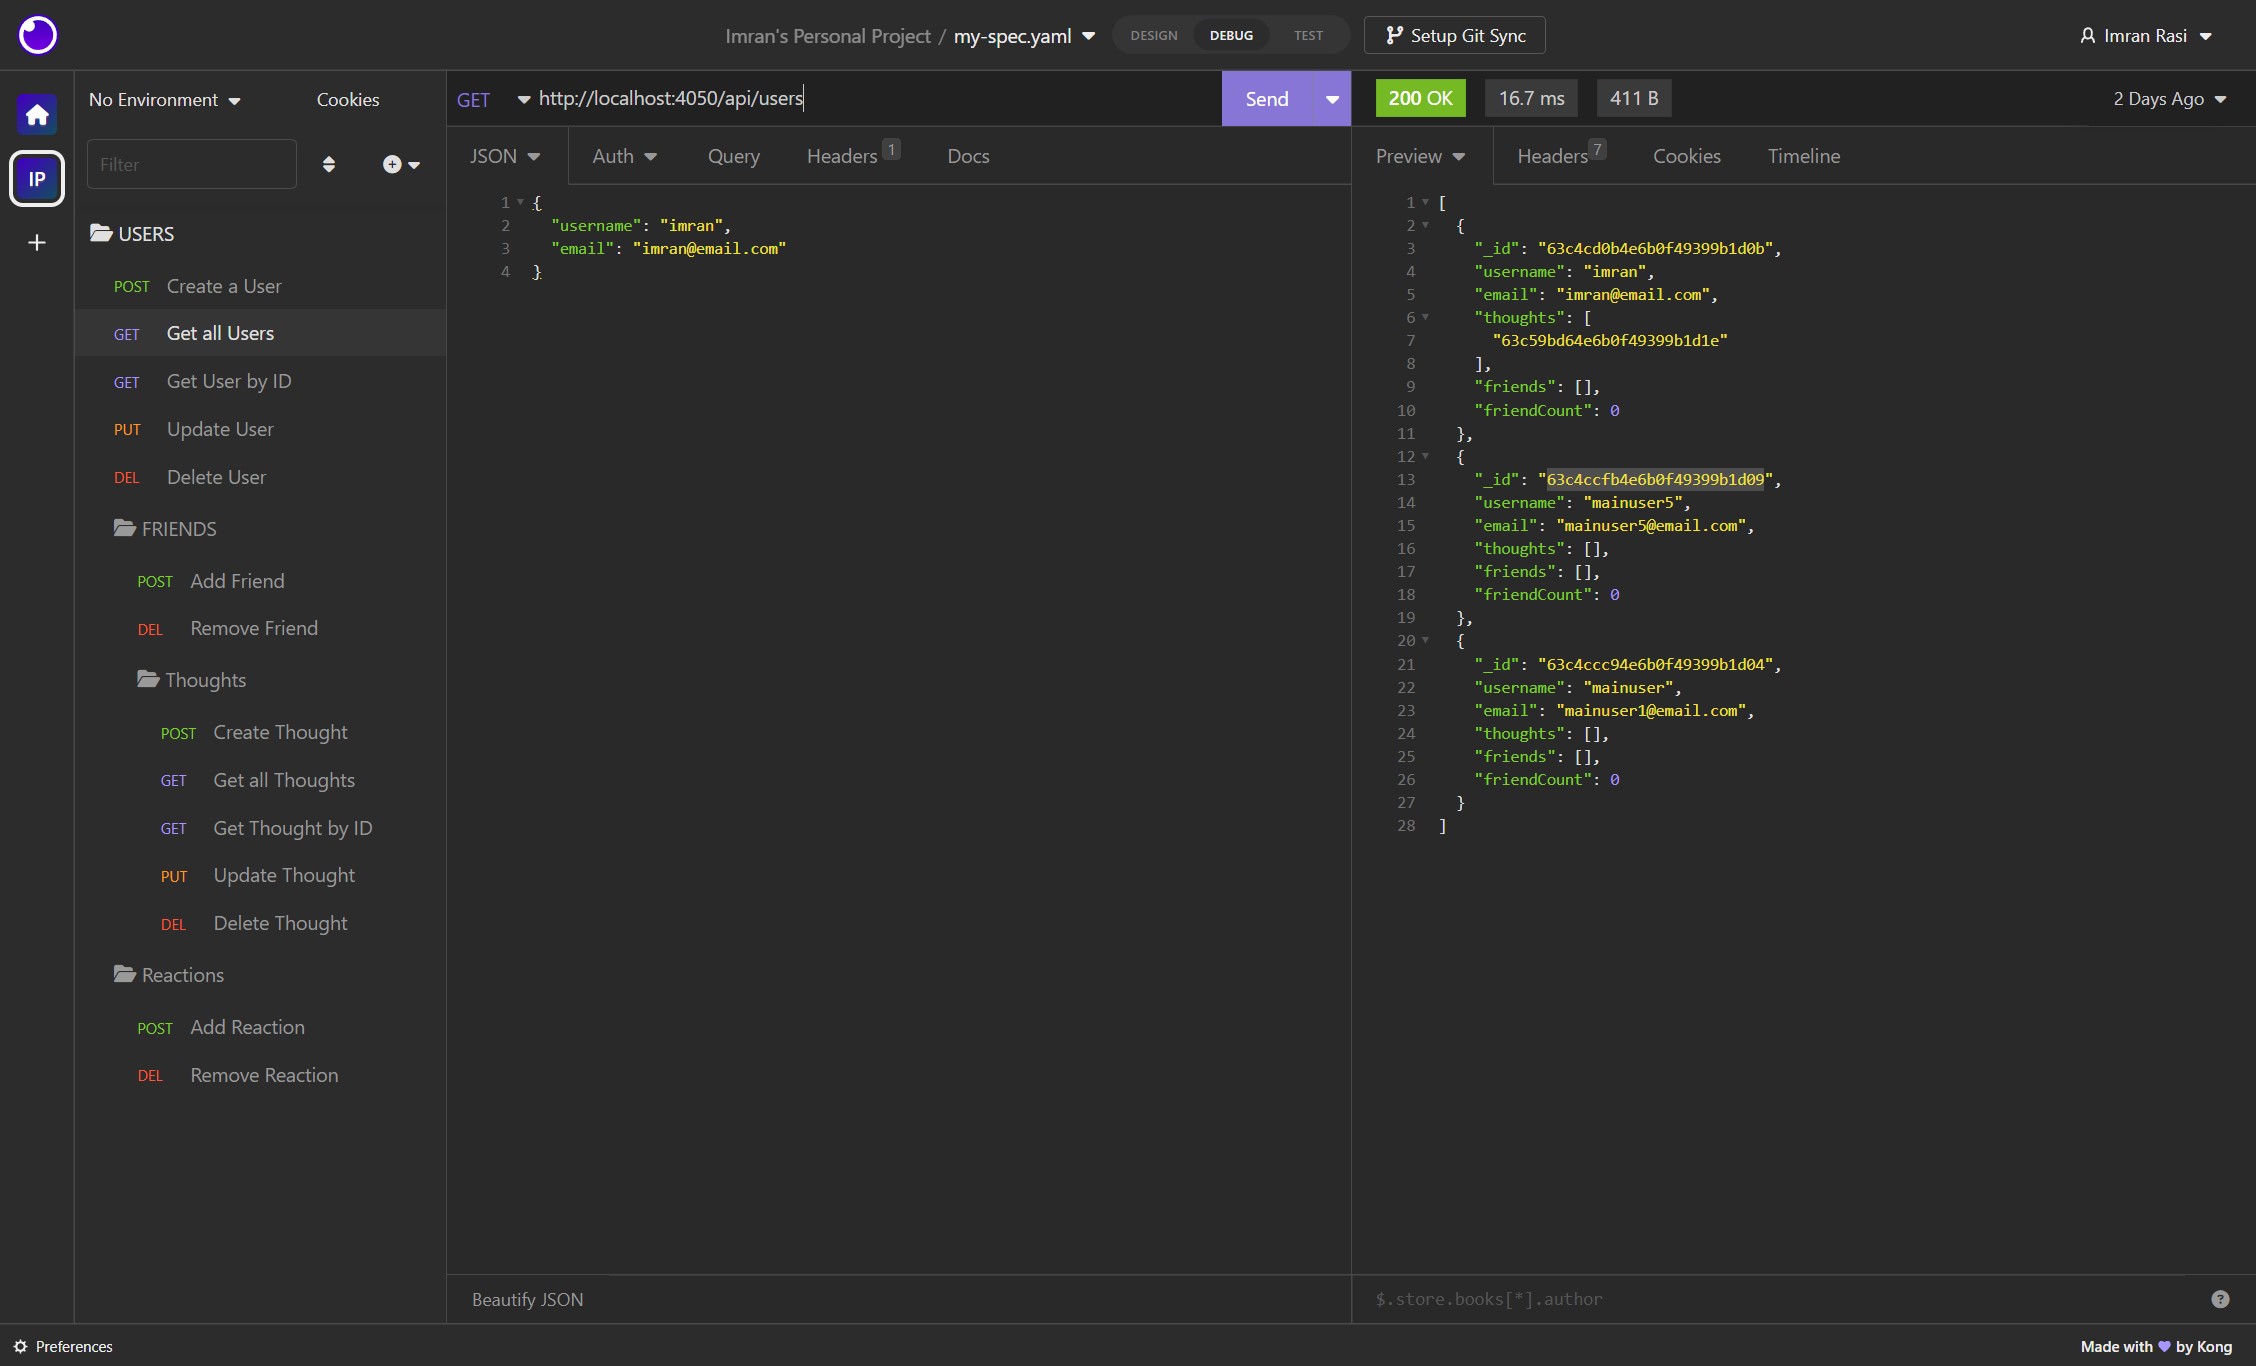 Imran's Personal Project / my-spec.yaml
DESIGN DEBUG TEST
Setup Git Sync
Imran Rasi
IP
No Environment
Cookies
Filter
USERS
POST Create a User
GET Get all Users
GET Get User by ID
PUT Update User
DEL Delete User
FRIENDS
POST Add Friend
DEL Remove Friend
Thoughts
POST Create Thought
GET Get all Thoughts
GET Get Thought by ID
PUT Update Thought
DEL Delete Thought
Reactions
POST Add Reaction
DEL Remove Reaction
GET http://localhost:4050/api/users Send
JSON Auth Query Headers 1 Docs
1 {
2 "username": "imran",
3 "email": "imran@email.com"
4 }
Beautify JSON
200 OK 16.7 ms 411 B 2 Days Ago
Preview Headers 7 Cookies Timeline
1 [
2 {
3 "_id": "63c4cd0b4e6b0f49399b1d0b",
4 "username": "imran",
5 "email": "imran@email.com",
6 "thoughts": [
7 "63c59bd64e6b0f49399b1d1e"
8 ],
9 "friends": [],
10 "friendCount": 0
11 },
12 {
13 "_id": "63c4ccfb4e6b0f49399b1d09",
14 "username": "mainuser5",
15 "email": "mainuser5@email.com",
16 "thoughts": [],
17 "friends": [],
18 "friendCount": 0
19 },
20 {
21 "_id": "63c4ccc94e6b0f49399b1d04",
22 "username": "mainuser",
23 "email": "mainuser1@email.com",
24 "thoughts": [],
25 "friends": [],
26 "friendCount": 0
27 }
28 ]
$.store.books[*].author
?
Preferences
Made with 💜 by Kong